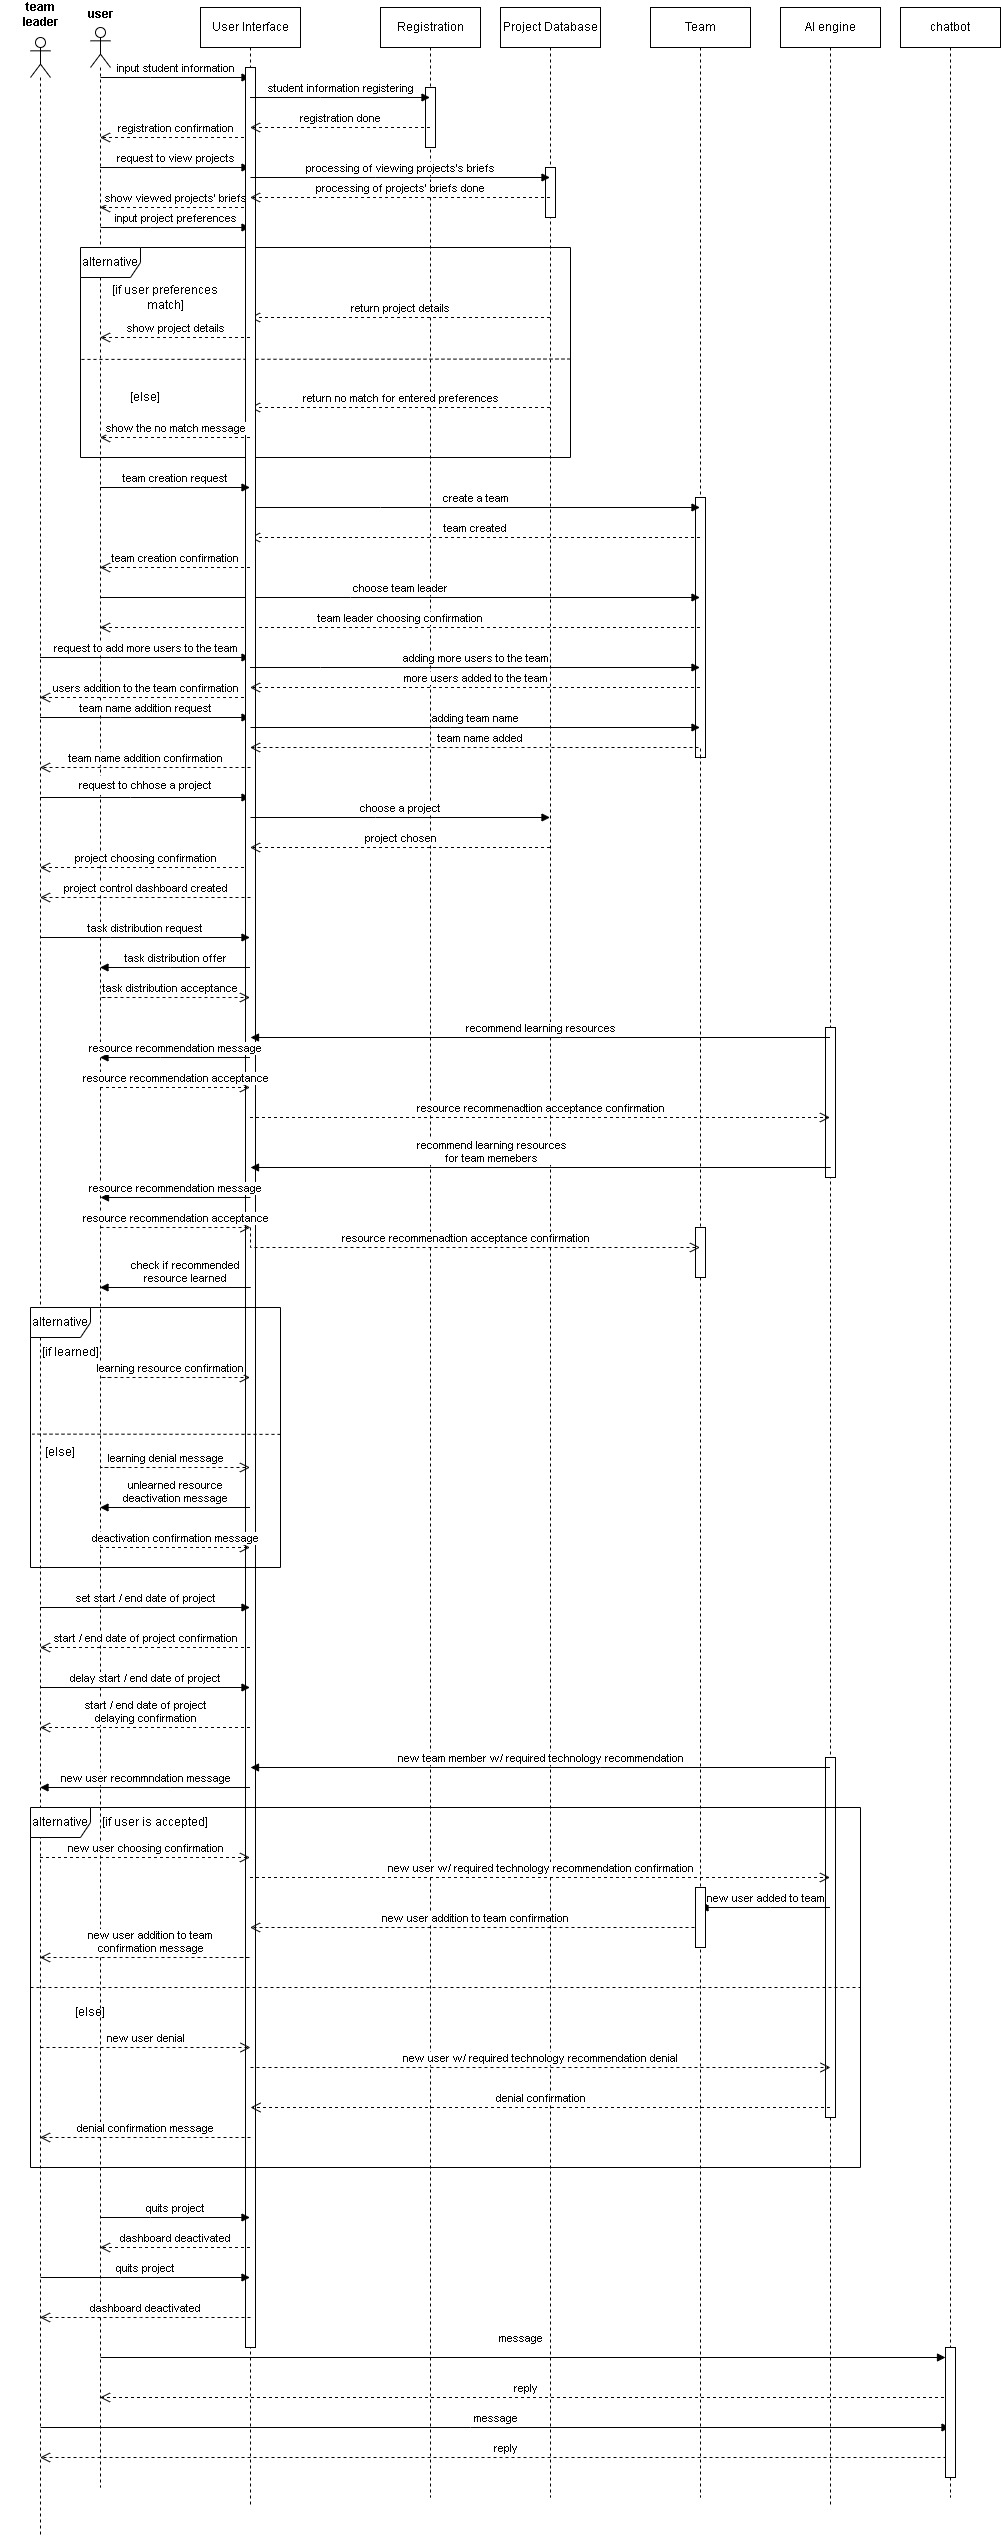 team
leader
user
User Interface
Registration
Project Database
Team
AI engine
chatbot
input student information
student information registering
registration done
registration confirmation
request to view projects
processing of viewing projects's briefs
processing of projects' briefs done
show viewed projects' briefs
input project preferences
alternative
[if user preferences
match]
return project details
show project details
[else]
return no match for entered preferences
show the no match message
team creation request
create a team
team created
team creation confirmation
choose team leader
team leader choosing confirmation
request to add more users to the team
adding more users to the team
more users added to the team
users addition to the team confirmation
team name addition request
adding team name
team name added
team name addition confirmation
request to chhose a project
choose a project
project chosen
project choosing confirmation
project control dashboard created
task distribution request
task distribution offer
task distribution acceptance
recommend learning resources
resource recommendation message
resource recommendation acceptance
resource recommenadtion acceptance confirmation
recommend learning resources
for team memebers
resource recommendation message
resource recommendation acceptance
resource recommenadtion acceptance confirmation
check if recommended
resource learned
alternative
[if learned]
learning resource confirmation
[else]
learning denial message
unlearned resource
deactivation message
deactivation confirmation message
set start / end date of project
start / end date of project confirmation
delay start / end date of project
start / end date of project
delaying confirmation
new team member w/ required technology recommendation
new user recommndation message
alternative
[if user is accepted]
new user choosing confirmation
new user w/ required technology recommendation confirmation
new user added to team
new user addition to team confirmation
new user addition to team
confirmation message
[else]
new user denial
new user w/ required technology recommendation denial
denial confirmation
denial confirmation message
quits project
dashboard deactivated
quits project
dashboard deactivated
message
reply
message
reply